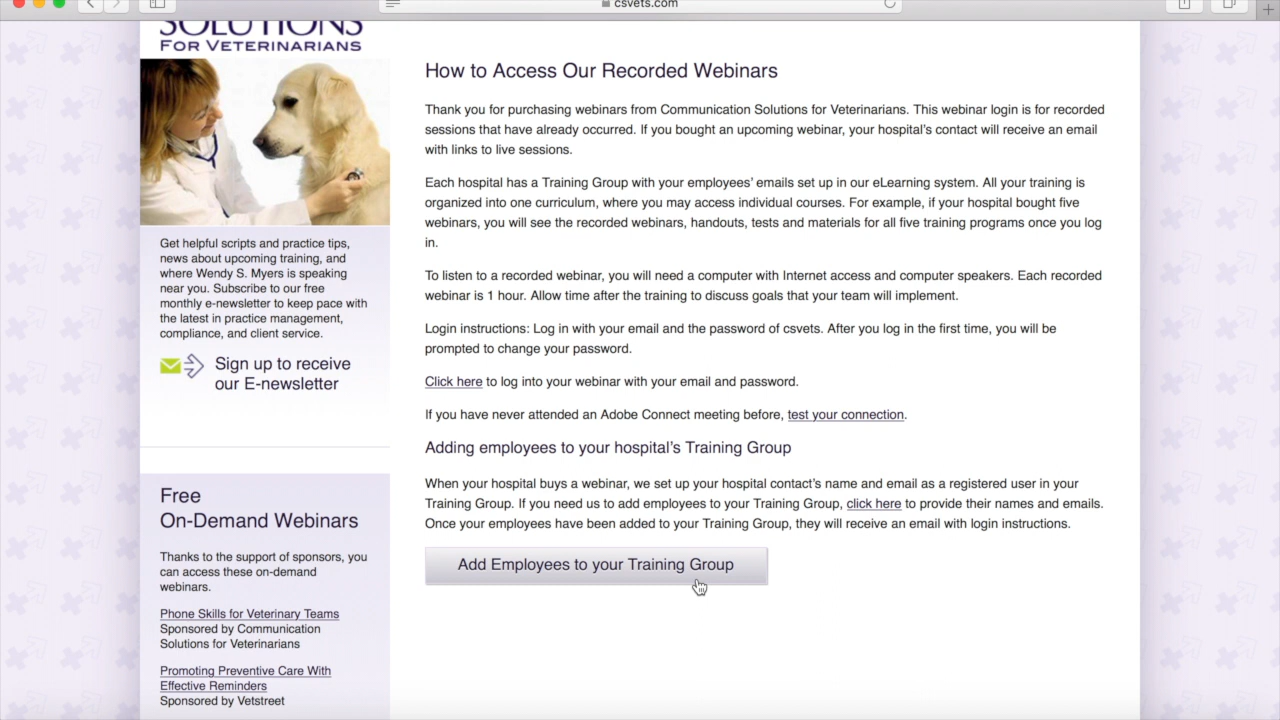 csvets.com
SOLUTIONS
FOR VETERINARIANS
Get helpful scripts and practice tips,
news about upcoming training, and
where Wendy S. Myers is speaking
near you. Subscribe to our free
monthly e-newsletter to keep pace with
the latest in practice management,
compliance, and client service.
Sign up to receive
our E-newsletter
Free
On-Demand Webinars
Thanks to the support of sponsors, you
can access these on-demand
webinars.
Phone Skills for Veterinary Teams
Sponsored by Communication
Solutions for Veterinarians
Promoting Preventive Care With
Effective Reminders
Sponsored by Vetstreet
How to Access Our Recorded Webinars
Thank you for purchasing webinars from Communication Solutions for Veterinarians. This webinar login is for recorded
sessions that have already occurred. If you bought an upcoming webinar, your hospital's contact will receive an email
with links to live sessions.
Each hospital has a Training Group with your employees' emails set up in our eLearning system. All your training is
organized into one curriculum, where you may access individual courses. For example, if your hospital bought five
webinars, you will see the recorded webinars, handouts, tests and materials for all five training programs once you log
in.
To listen to a recorded webinar, you will need a computer with Internet access and computer speakers. Each recorded
webinar is 1 hour. Allow time after the training to discuss goals that your team will implement.
Login instructions: Log in with your email and the password of csvets. After you log in the first time, you will be
prompted to change your password.
Click here to log into your webinar with your email and password.
If you have never attended an Adobe Connect meeting before, test your connection.
Adding employees to your hospital's Training Group
When your hospital buys a webinar, we set up your hospital contact's name and email as a registered user in your
Training Group. If you need us to add employees to your Training Group, click here to provide their names and emails.
Once your employees have been added to your Training Group, they will receive an email with login instructions.
Add Employees to your Training Group